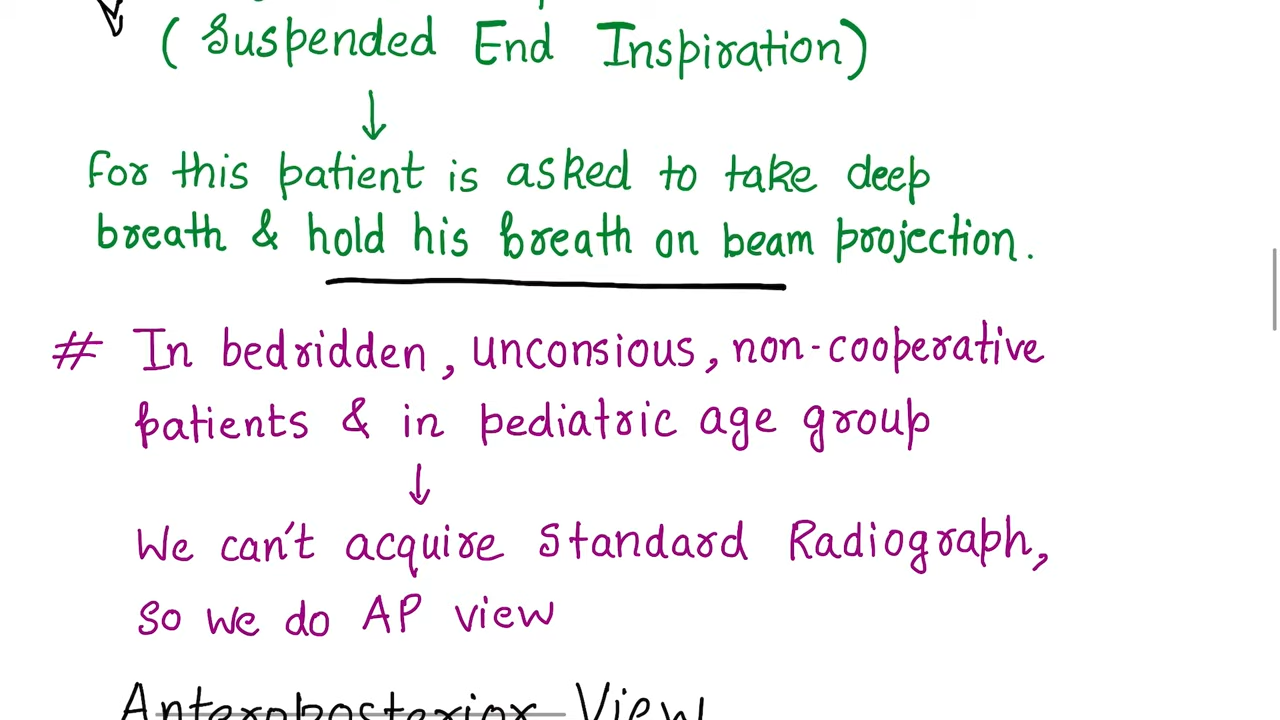 ( Suspended End Inspiration)
↓
For this patient is asked to take deep
breath & hold his breath on beam projection.
# In bedridden, unconsious, non-cooperative
patients & in pediatric age group
↓
We can't acquire Standard Radiograph,
so we do AP view
Anteroposterior View